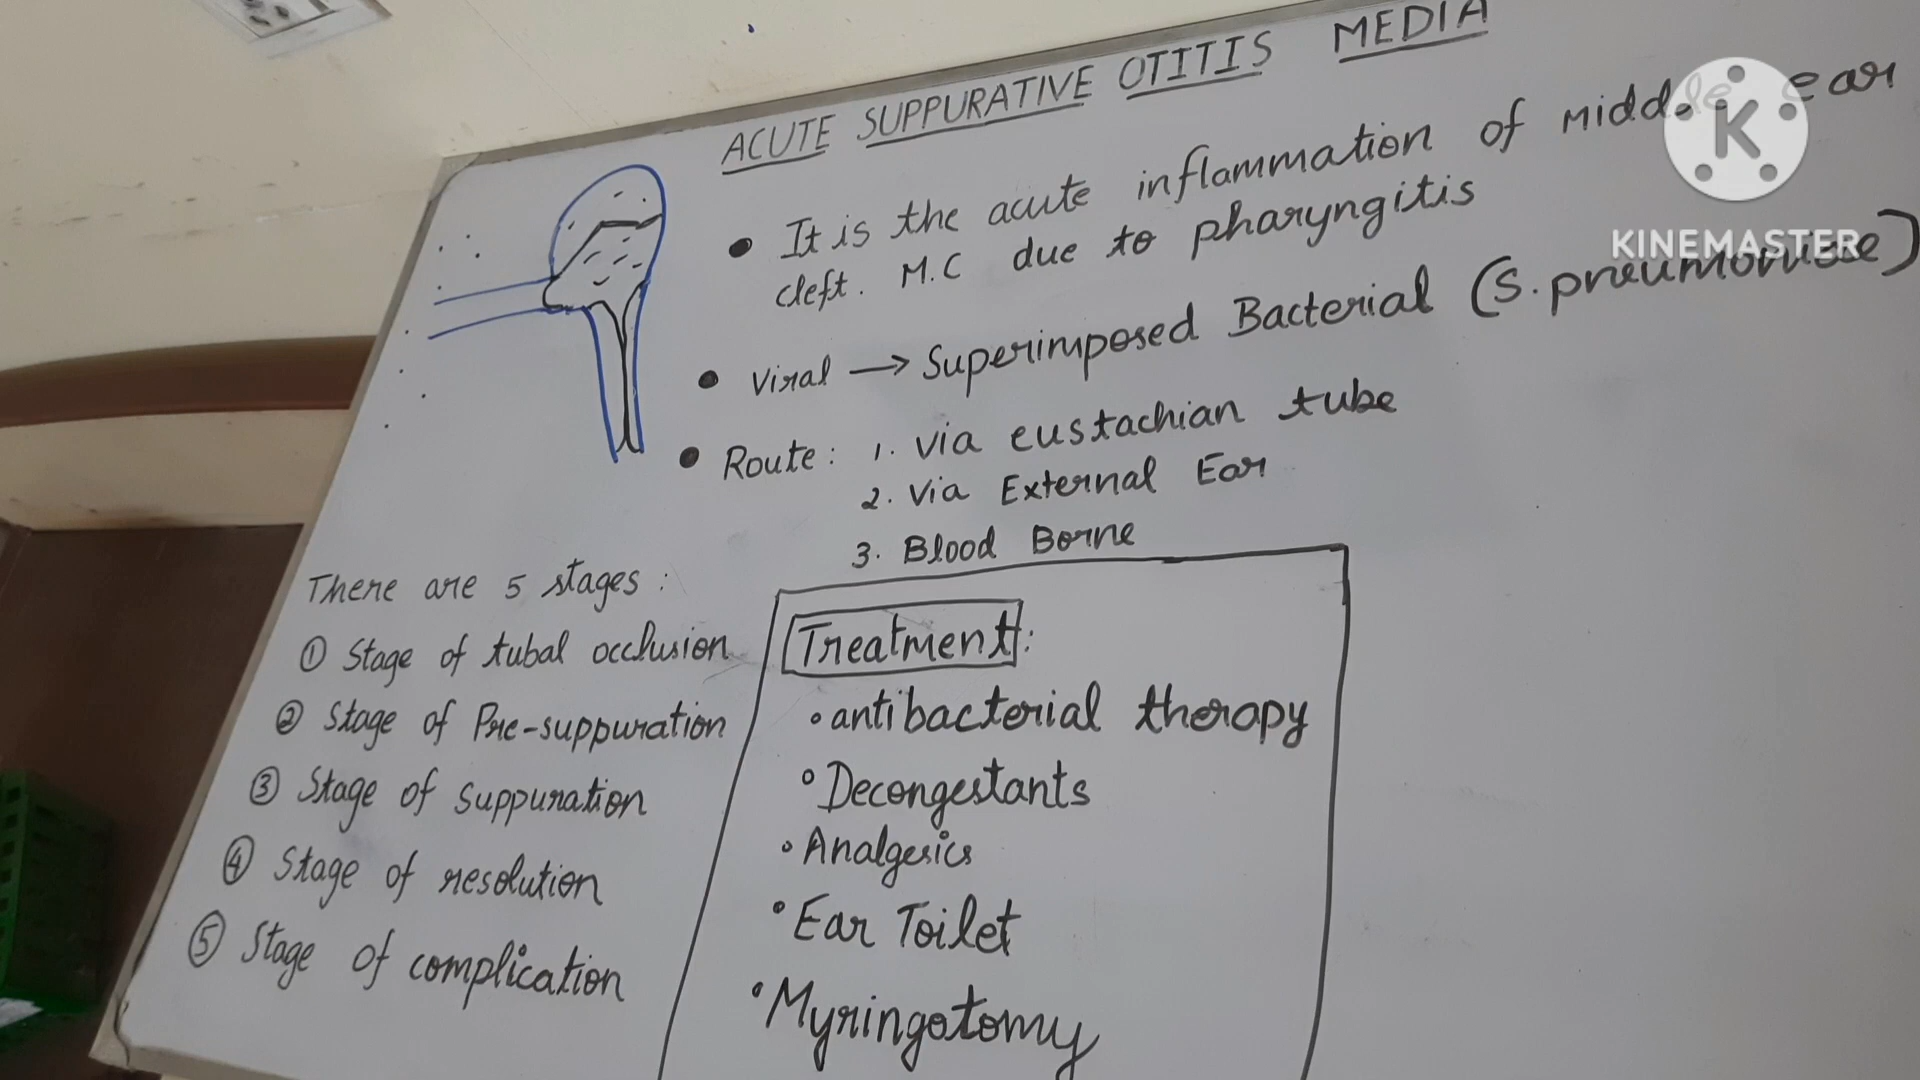 ACUTE SUPPURATIVE OTITIS MEDIA
• It is the acute inflammation of middle ear
cleft. M.C due to pharyngitis
• Viral → Superimposed Bacterial (S. pneumoniae)
• Route: 1. via eustachian tube
2. Via External Ear
3. Blood Borne
There are 5 stages:
① Stage of tubal occlusion
② Stage of Pre-suppuration
③ Stage of suppuration
④ Stage of resolution
⑤ Stage of complication
Treatment:
• antibacterial therapy
• Decongestants
• Analgesics
• Ear Toilet
• Myringotomy
K
KINEMASTER